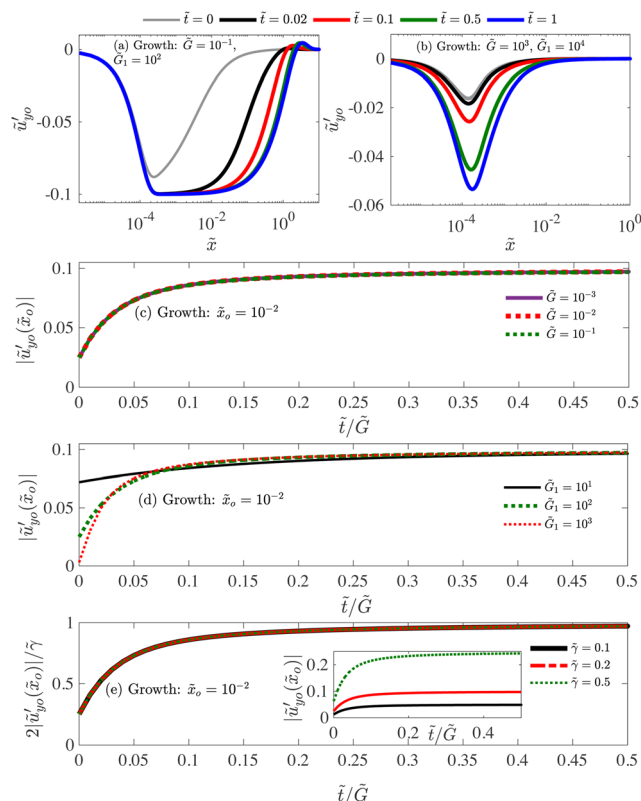 t̃ = 0 t̃ = 0.02 t̃ = 0.1 t̃ = 0.5 t̃ = 1
(a) Growth: G̃ = 10⁻¹,
G̃₁ = 10²
0
-0.05
-0.1
ũ′yo
10⁻⁴ 10⁻² 10⁰
x̃
(b) Growth: G̃ = 10³, G̃₁ = 10⁴
0
-0.02
-0.04
-0.06
ũ′yo
10⁻⁴ 10⁻² 10⁰
x̃
0.1
0.05
0
|ũ′yo(x̃o)|
(c) Growth: x̃o = 10⁻²
G̃ = 10⁻³
G̃ = 10⁻²
G̃ = 10⁻¹
0 0.05 0.1 0.15 0.2 0.25 0.3 0.35 0.4 0.45 0.5
t̃/G̃
0.1
0.05
0
|ũ′yo(x̃o)|
(d) Growth: x̃o = 10⁻²
G̃₁ = 10¹
G̃₁ = 10²
G̃₁ = 10³
0 0.05 0.1 0.15 0.2 0.25 0.3 0.35 0.4 0.45 0.5
t̃/G̃
1
0.5
0
2|ũ′yo(x̃o)|/γ̃
(e) Growth: x̃o = 10⁻²
|ũ′yo(x̃o)|
0.2
0.1
0
0.2 0.4
t̃/G̃
γ̃ = 0.1
γ̃ = 0.2
γ̃ = 0.5
0 0.05 0.1 0.15 0.2 0.25 0.3 0.35 0.4 0.45 0.5
t̃/G̃